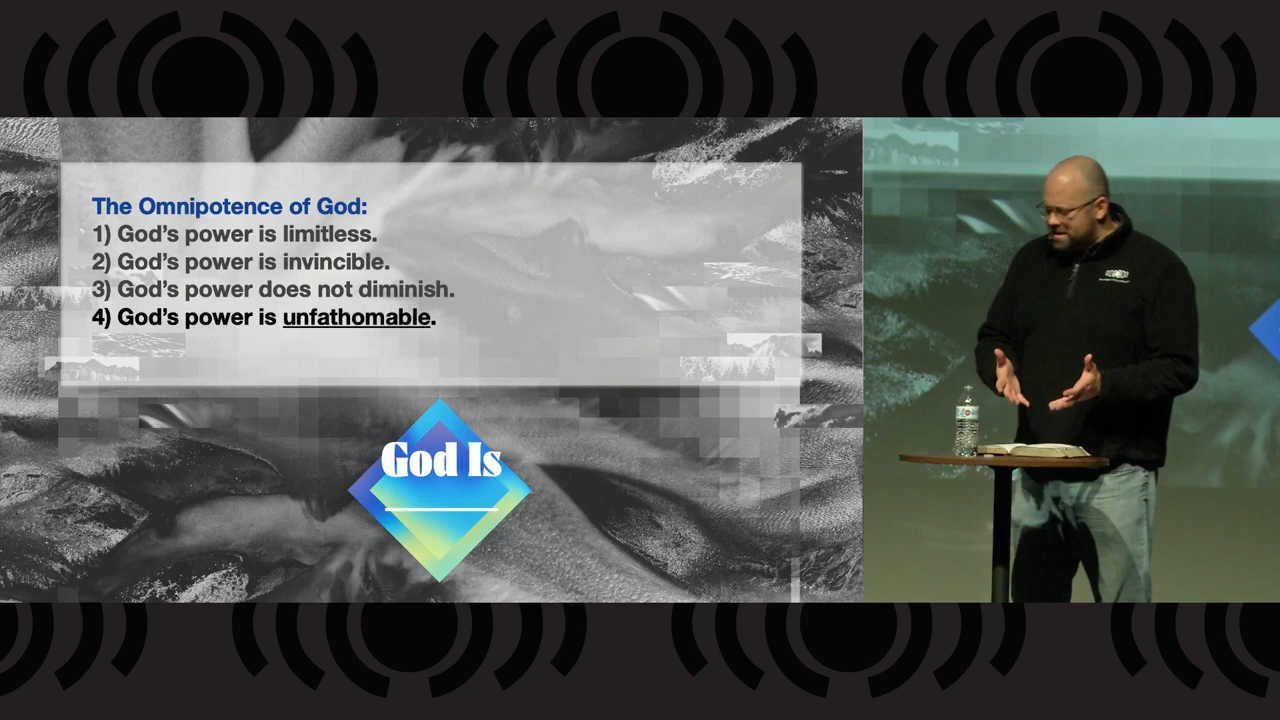 The Omnipotence of God:
1) God’s power is limitless.
2) God’s power is invincible.
3) God’s power does not diminish.
4) God’s power is unfathomable.
God Is